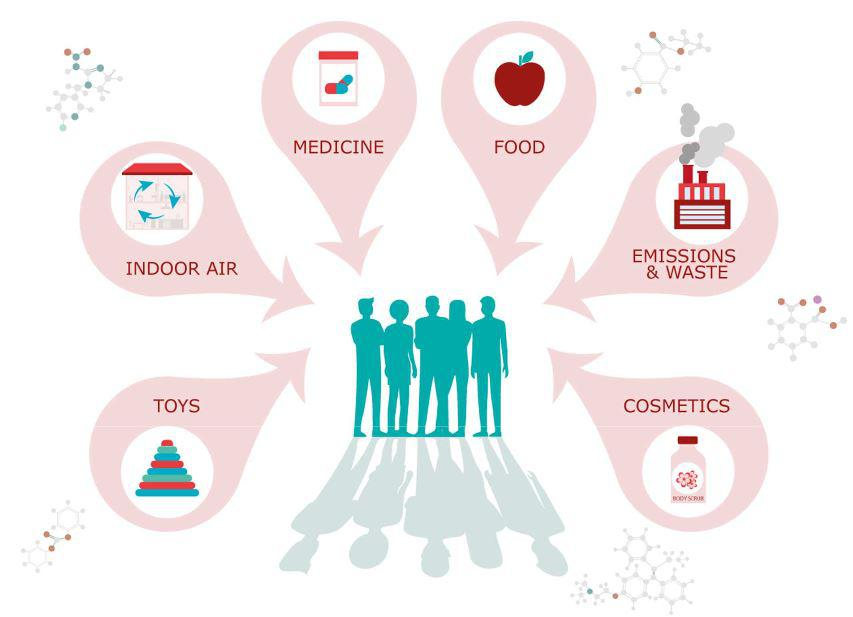 MEDICINE
FOOD
INDOOR AIR
EMISSIONS
& WASTE
TOYS
COSMETICS
BODY SCRUB